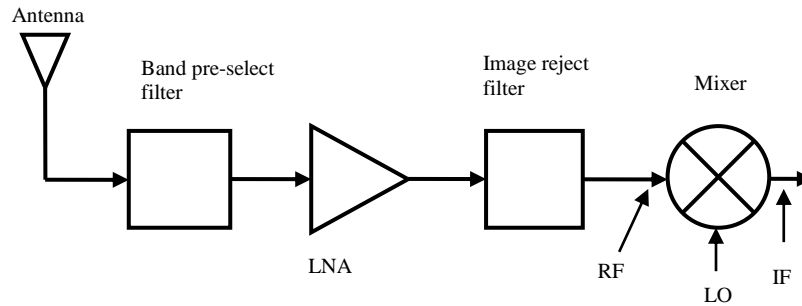 Antenna
Band pre-select
filter
Image reject
filter
Mixer
LNA
RF
LO
IF